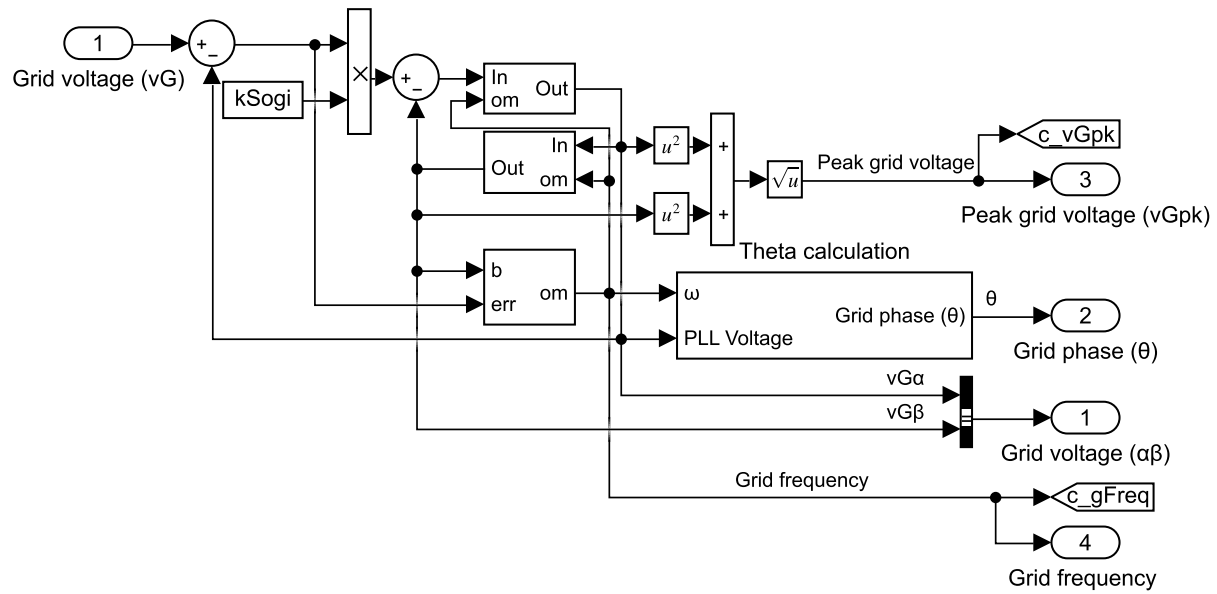 1
Grid voltage (vG)
+
−
kSogi
×
+
−
In
om
Out
In
om
Out
u²
u²
+
+
√u
Peak grid voltage
c_vGpk
3
Peak grid voltage (vGpk)
b
err
om
Theta calculation
ω
PLL Voltage
Grid phase (θ)
θ
2
Grid phase (θ)
vGα
vGβ
1
Grid voltage (αβ)
Grid frequency
c_gFreq
4
Grid frequency